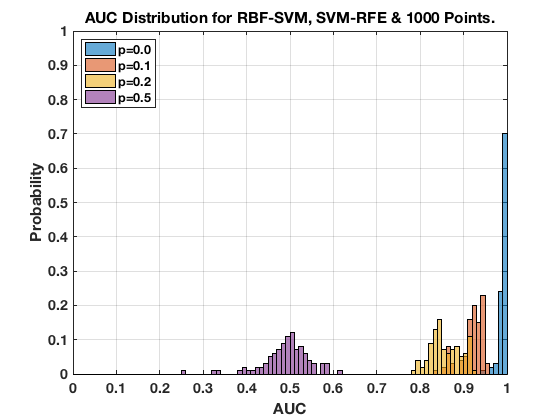 AUC Distribution for RBF-SVM, SVM-RFE & 1000 Points.
1
0.9
0.8
0.7
0.6
0.5
0.4
0.3
0.2
0.1
0
Probability
p=0.0
p=0.1
p=0.2
p=0.5
0 0.1 0.2 0.3 0.4 0.5 0.6 0.7 0.8 0.9 1
AUC